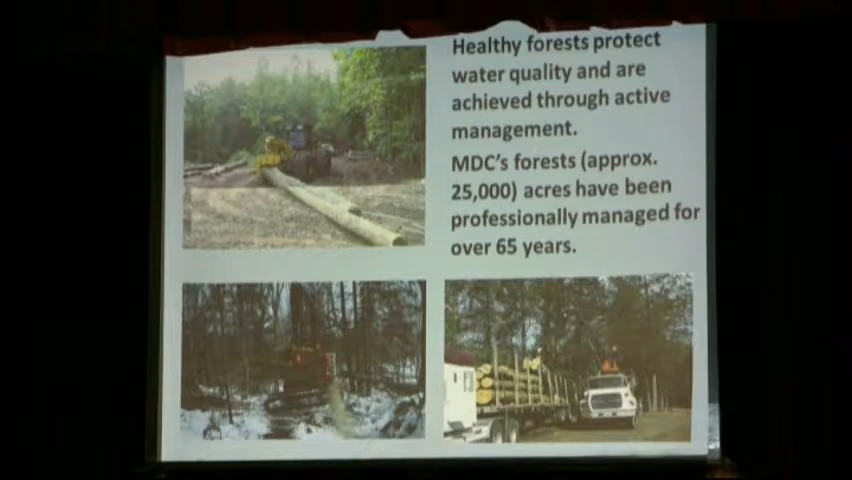 Healthy forests protect
water quality and are
achieved through active
management.
MDC's forests (approx.
25,000) acres have been
professionally managed for
over 65 years.